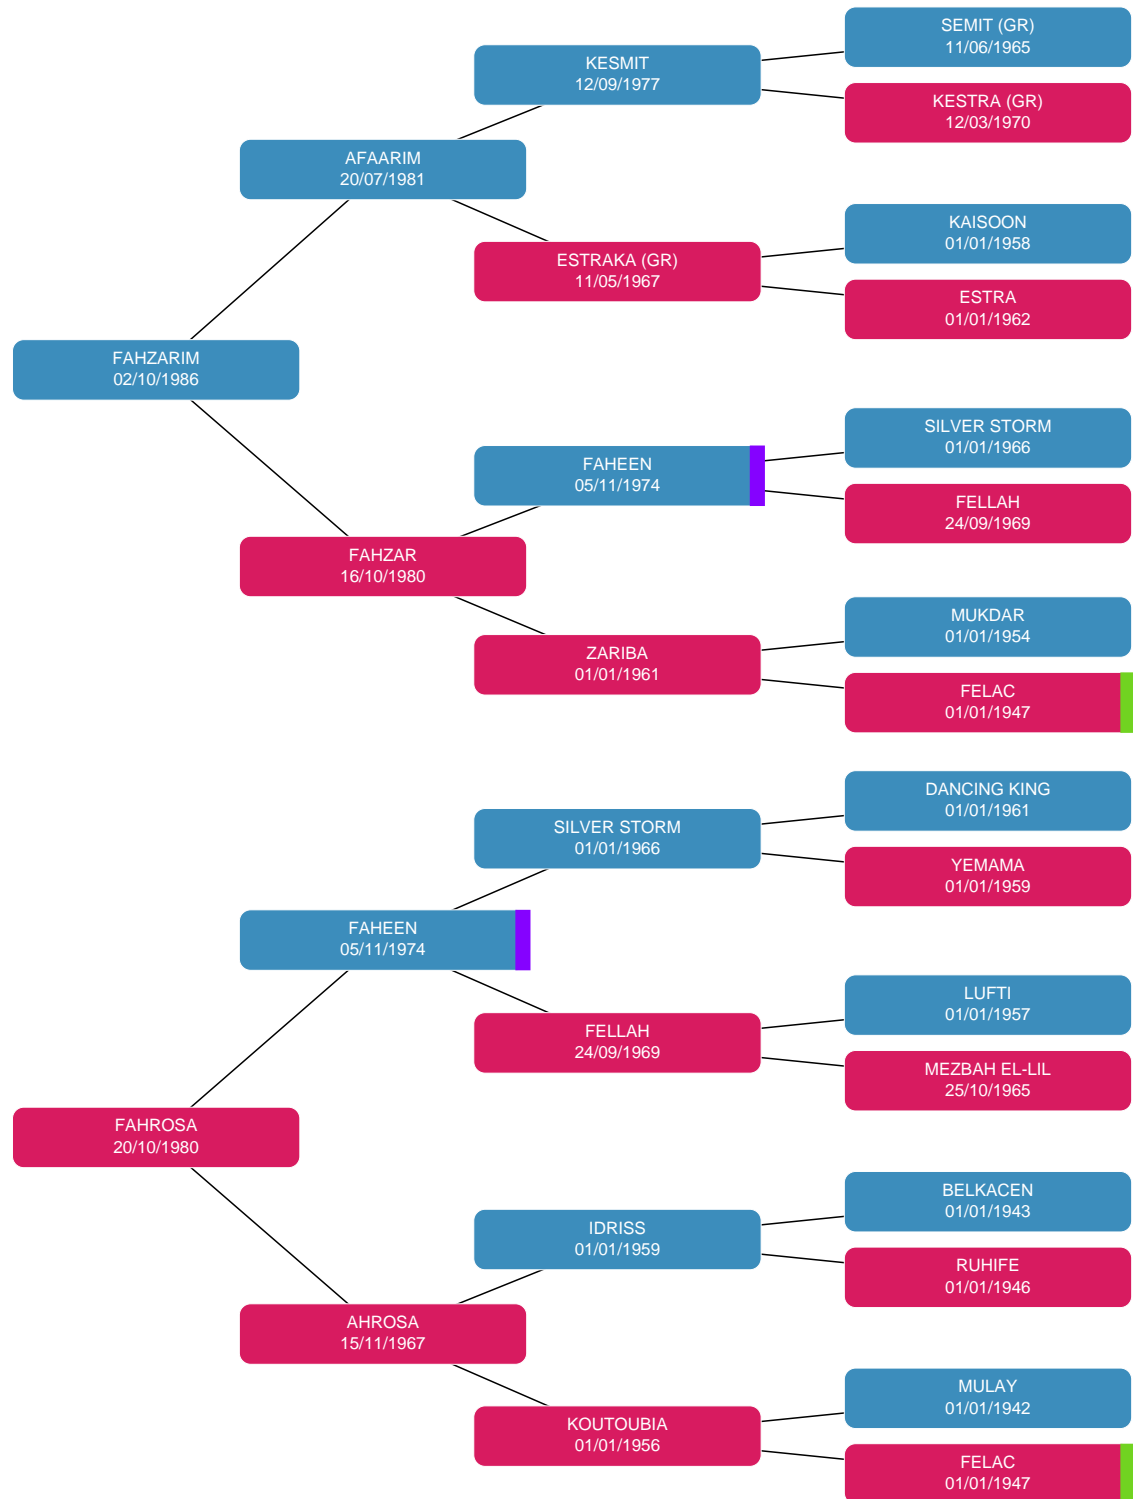 SEMIT (GR)
11/06/1965
KESMIT
12/09/1977
KESTRA (GR)
12/03/1970
AFAARIM
20/07/1981
KAISOON
01/01/1958
ESTRAKA (GR)
11/05/1967
ESTRA
01/01/1962
FAHZARIM
02/10/1986
SILVER STORM
01/01/1966
FAHEEN
05/11/1974
FELLAH
24/09/1969
FAHZAR
16/10/1980
MUKDAR
01/01/1954
ZARIBA
01/01/1961
FELAC
01/01/1947
DANCING KING
01/01/1961
SILVER STORM
01/01/1966
YEMAMA
01/01/1959
FAHEEN
05/11/1974
LUFTI
01/01/1957
FELLAH
24/09/1969
MEZBAH EL-LIL
25/10/1965
FAHROSA
20/10/1980
BELKACEN
01/01/1943
IDRISS
01/01/1959
RUHIFE
01/01/1946
AHROSA
15/11/1967
MULAY
01/01/1942
KOUTOUBIA
01/01/1956
FELAC
01/01/1947